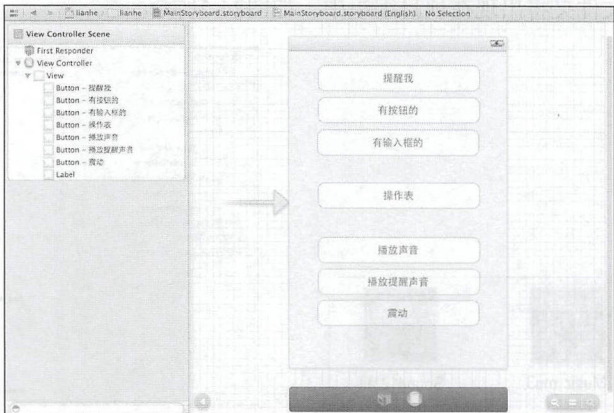 lianhe lianhe MainStoryboard.storyboard MainStoryboard.storyboard (English) No Selection
View Controller Scene
First Responder
View Controller
View
Button – 提醒我
Button – 有按钮的
Button – 有输入框的
Button – 操作表
Button – 播放声音
Button – 播放提醒声音
Button – 震动
Label
提醒我
有按钮的
有输入框的
操作表
播放声音
播放提醒声音
震动